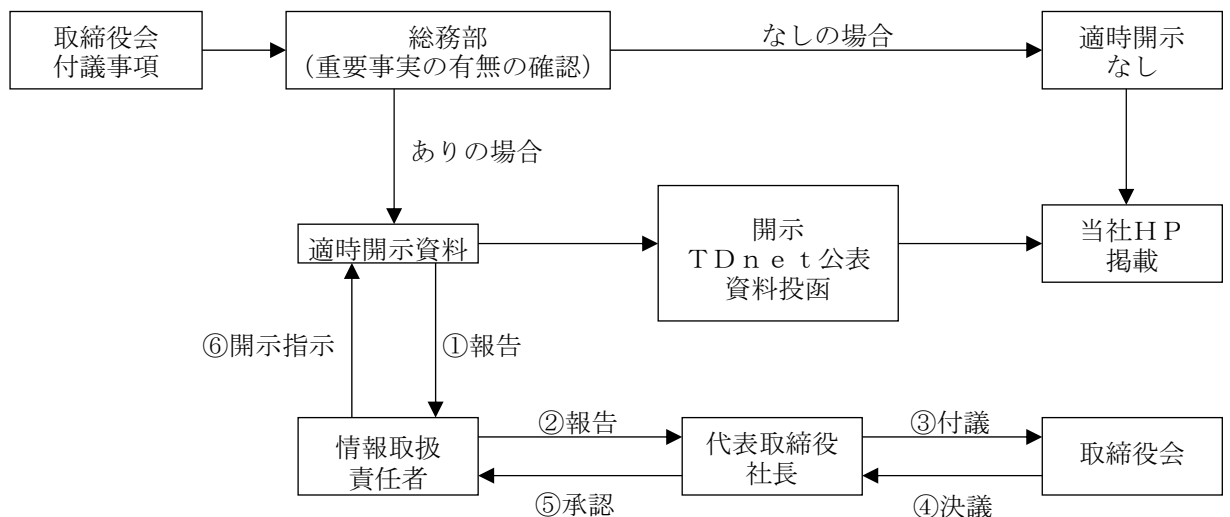 取締役会
付議事項
総務部
（重要事実の有無の確認）
なしの場合
適時開示
なし
ありの場合
適時開示資料
開示
ＴＤｎｅｔ公表
資料投函
当社ＨＰ
掲載
⑥開示指示
①報告
情報取扱
責任者
②報告
⑤承認
代表取締役
社長
③付議
④決議
取締役会